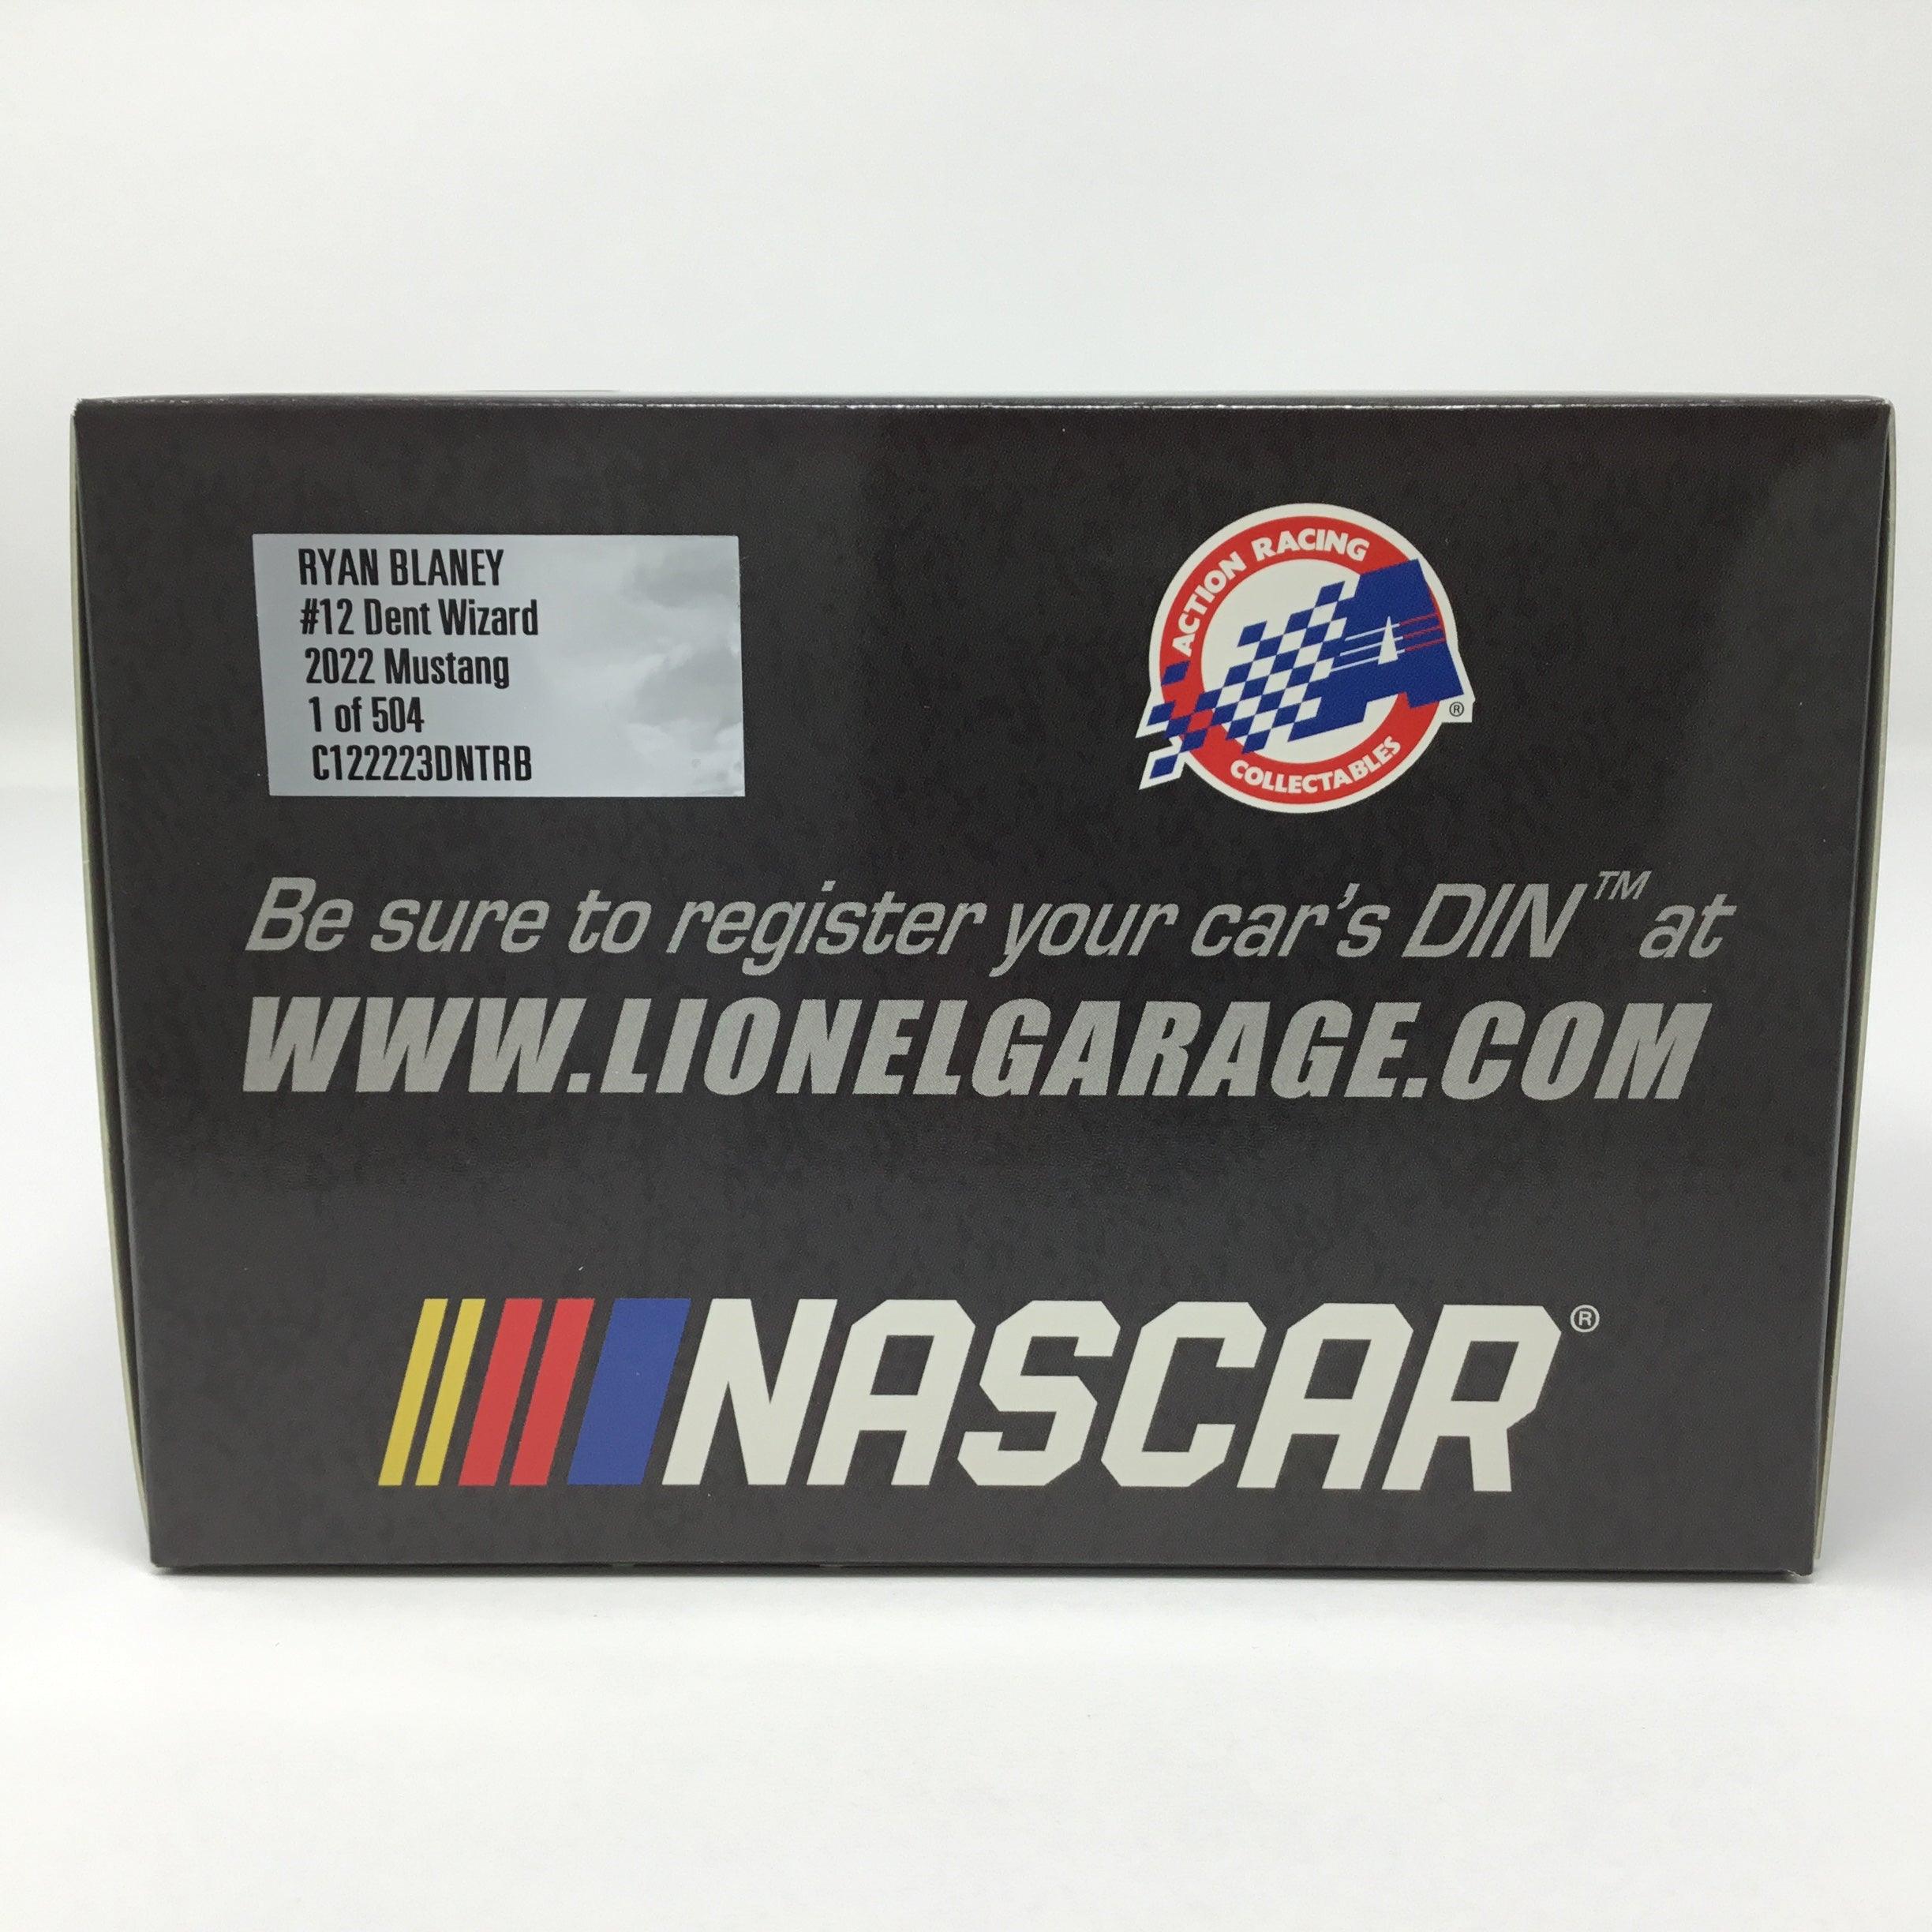 RYAN BLANEY
#12 Dent Wizard
2022 Mustang
1 of 504
C122223DNTRB
ACTION RACING
A®
COLLECTABLES
Be sure to register your car's DIN™ at
WWW.LIONELGARAGE.COM
NASCAR®